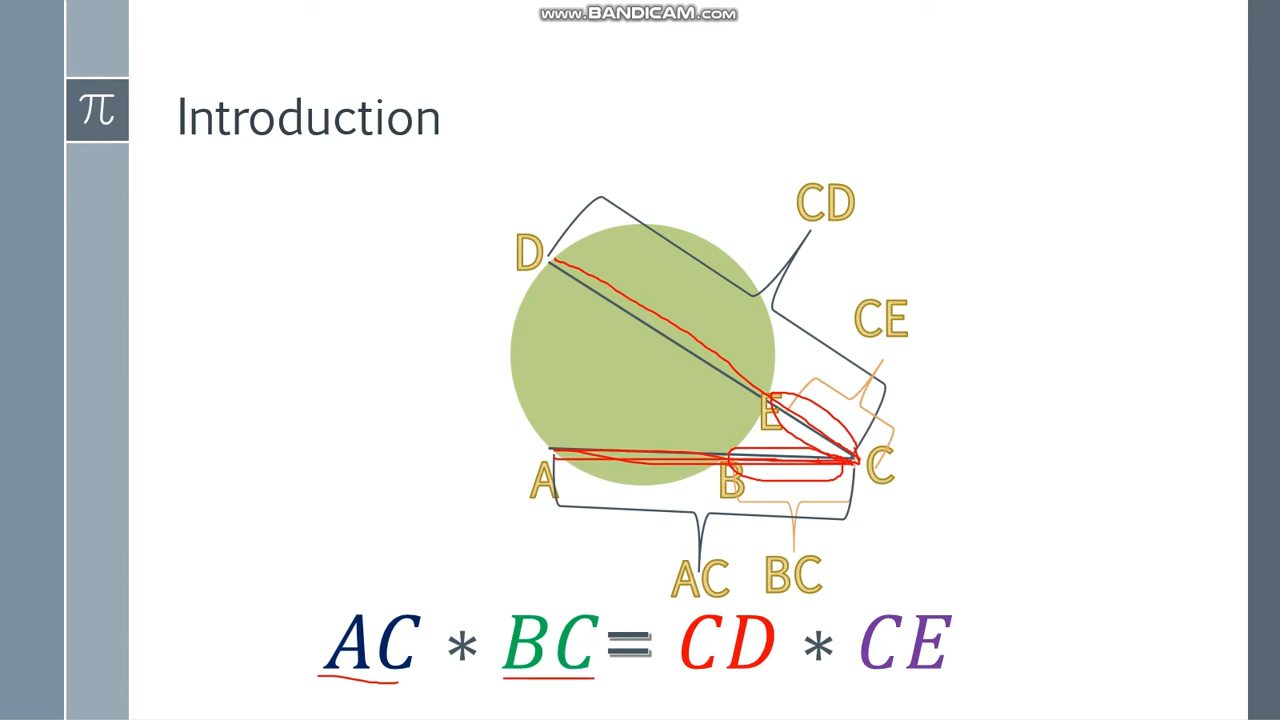 www.BANDICAM.com
π
Introduction
CD
D
CE
E
C
A
B
AC
BC
AC * BC = CD * CE